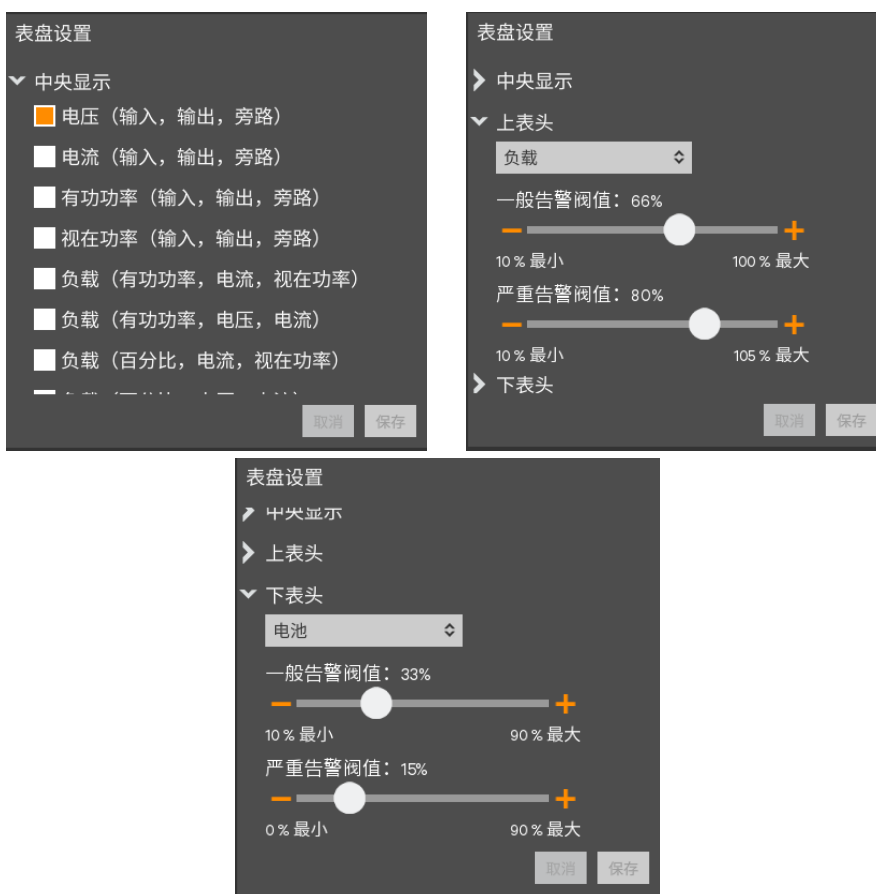 表盘设置
中央显示
电压（输入，输出，旁路）
电流（输入，输出，旁路）
有功功率（输入，输出，旁路）
视在功率（输入，输出，旁路）
负载（有功功率，电流，视在功率）
负载（有功功率，电压，电流）
负载（百分比，电流，视在功率）
取消 保存
表盘设置
中央显示
上表头
负载
一般告警阀值：66%
10 % 最小 100 % 最大
严重告警阀值：80%
10 % 最小 105 % 最大
下表头
取消 保存
表盘设置
中央显示
上表头
下表头
电池
一般告警阀值：33%
10 % 最小 90 % 最大
严重告警阀值：15%
0 % 最小 90 % 最大
取消 保存